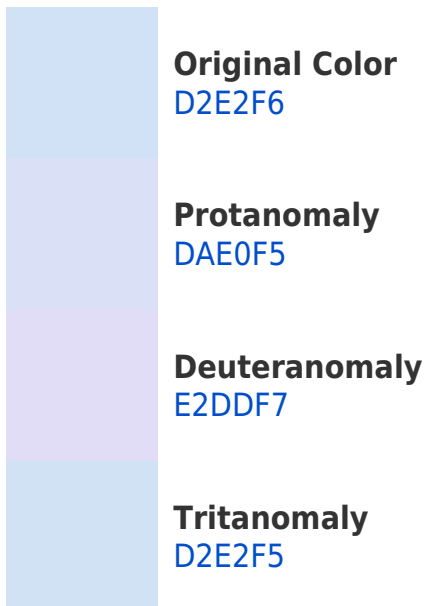 Original Color
D2E2F6
Protanomaly
DAE0F5
Deuteranomaly
E2DDF7
Tritanomaly
D2E2F5